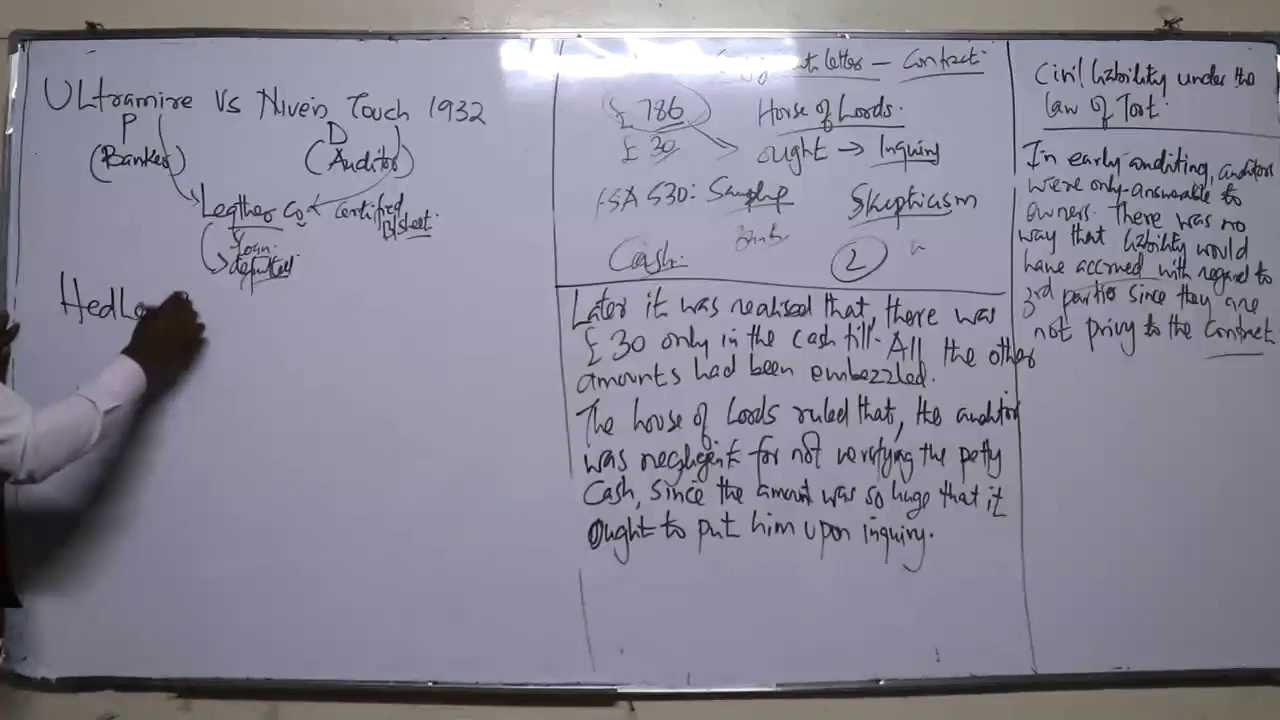 ULtramire vs Niven Touch 1932
P D
(Banker) (Auditor)
Leather Co certified
B/sheet.
Loan.
defaulted
HedLe
letter – Contract
£ 786 House of Lords.
£ 30 ought → Inquiry
ISA 530: Sampling Skepticism
Cash. 2
Later it was realised that, there was
£ 30 only in the cash till. All the other
amounts had been embezzled.
The house of Lords ruled that, the auditor
was negligent for not verifying the petty
Cash, since the amount was so huge that it
Ought to put him upon inquiry.
Civil liability under the
law of Tort.
In early auditing, auditors
were only answerable to
owners. There was no
way that liability would
have accrued with regard to
3rd parties since they are
not privy to the contract